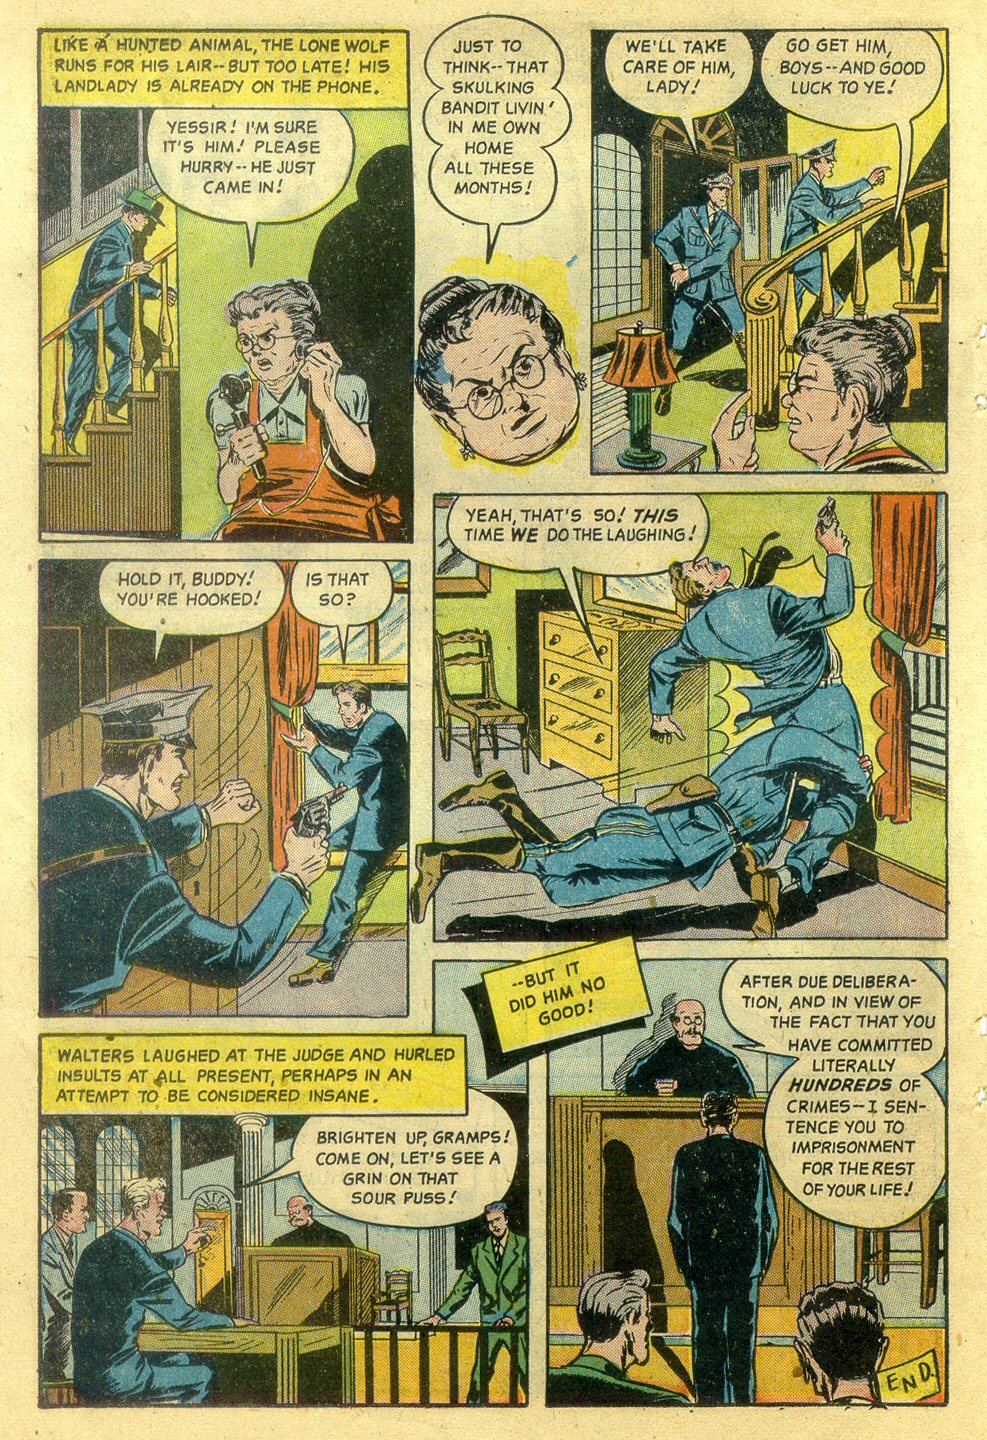 LIKE A HUNTED ANIMAL, THE LONE WOLF
RUNS FOR HIS LAIR--BUT TOO LATE! HIS
LANDLADY IS ALREADY ON THE PHONE.
YESSIR! I'M SURE
IT'S HIM! PLEASE
HURRY--HE JUST
CAME IN!
JUST TO
THINK--THAT
SKULKING
BANDIT LIVIN'
IN ME OWN
HOME
ALL THESE
MONTHS!
WE'LL TAKE
CARE OF HIM,
LADY!
GO GET HIM,
BOYS--AND GOOD
LUCK TO YE!
HOLD IT, BUDDY!
YOU'RE HOOKED!
IS THAT
SO?
YEAH, THAT'S SO! THIS
TIME WE DO THE LAUGHING!
WALTERS LAUGHED AT THE JUDGE AND HURLED
INSULTS AT ALL PRESENT, PERHAPS IN AN
ATTEMPT TO BE CONSIDERED INSANE.
BRIGHTEN UP, GRAMPS!
COME ON, LET'S SEE A
GRIN ON THAT
SOUR PUSS!
--BUT IT
DID HIM NO
GOOD!
AFTER DUE DELIBERA-
TION, AND IN VIEW OF
THE FACT THAT YOU
HAVE COMMITTED
LITERALLY
HUNDREDS OF
CRIMES--I SEN-
TENCE YOU TO
IMPRISONMENT
FOR THE REST
OF YOUR LIFE!
END.